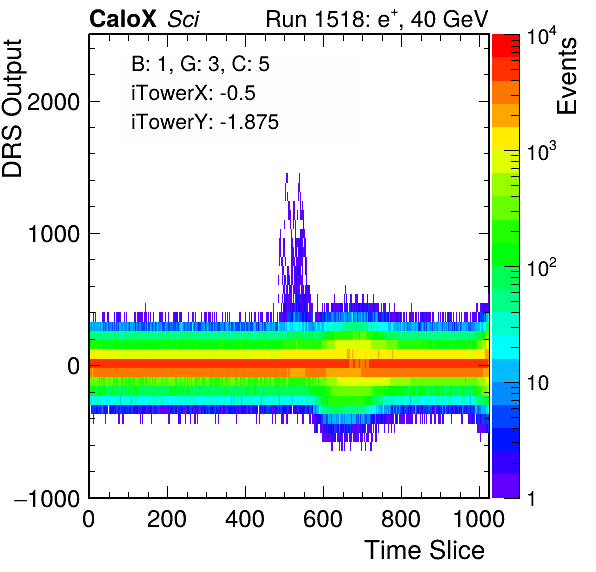 CaloX Sci Run 1518: e⁺, 40 GeV
B: 1, G: 3, C: 5
iTowerX: -0.5
iTowerY: -1.875
DRS Output
2000
1000
0
−1000
0 200 400 600 800 1000
Time Slice
Events
10⁴
10³
10²
10
1